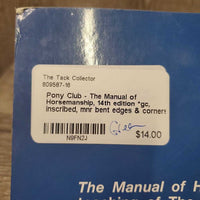 The Tack Collector
809587-16
Pony Club - The Manual of
Horsemanship, 14th edition *gc,
inscribed, mnr bent edges & corners
$14.00
N9FN2J
The Manual of H